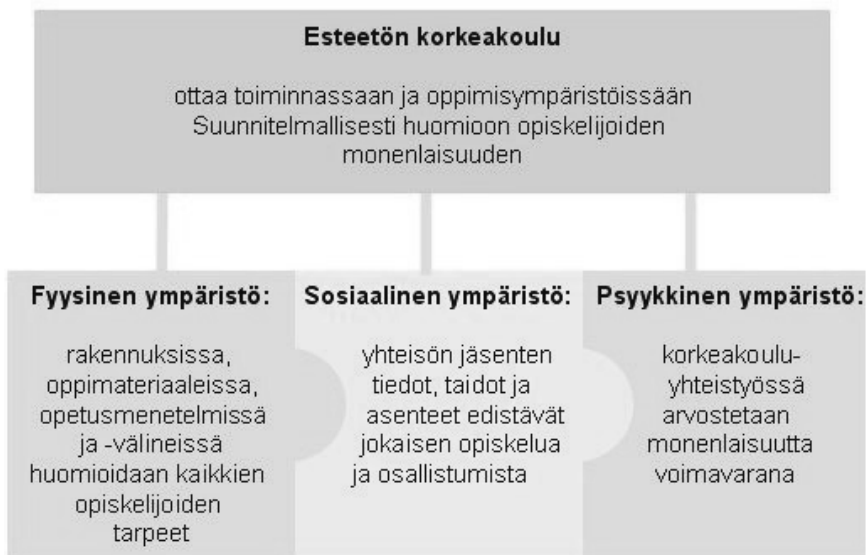 Esteetön korkeakoulu
ottaa toiminnassaan ja oppimisympäristöissään
Suunnitelmallisesti huomioon opiskelijoiden
monenlaisuuden
Fyysinen ympäristö:
rakennuksissa,
oppimateriaaleissa,
opetusmenetelmissä
ja -välineissä
huomioidaan kaikkien
opiskelijoiden
tarpeet
Sosiaalinen ympäristö:
yhteisön jäsenten
tiedot, taidot ja
asenteet edistävät
jokaisen opiskelua
ja osallistumista
Psyykkinen ympäristö:
korkeakoulu-
yhteistyössä
arvostetaan
monenlaisuutta
voimavarana